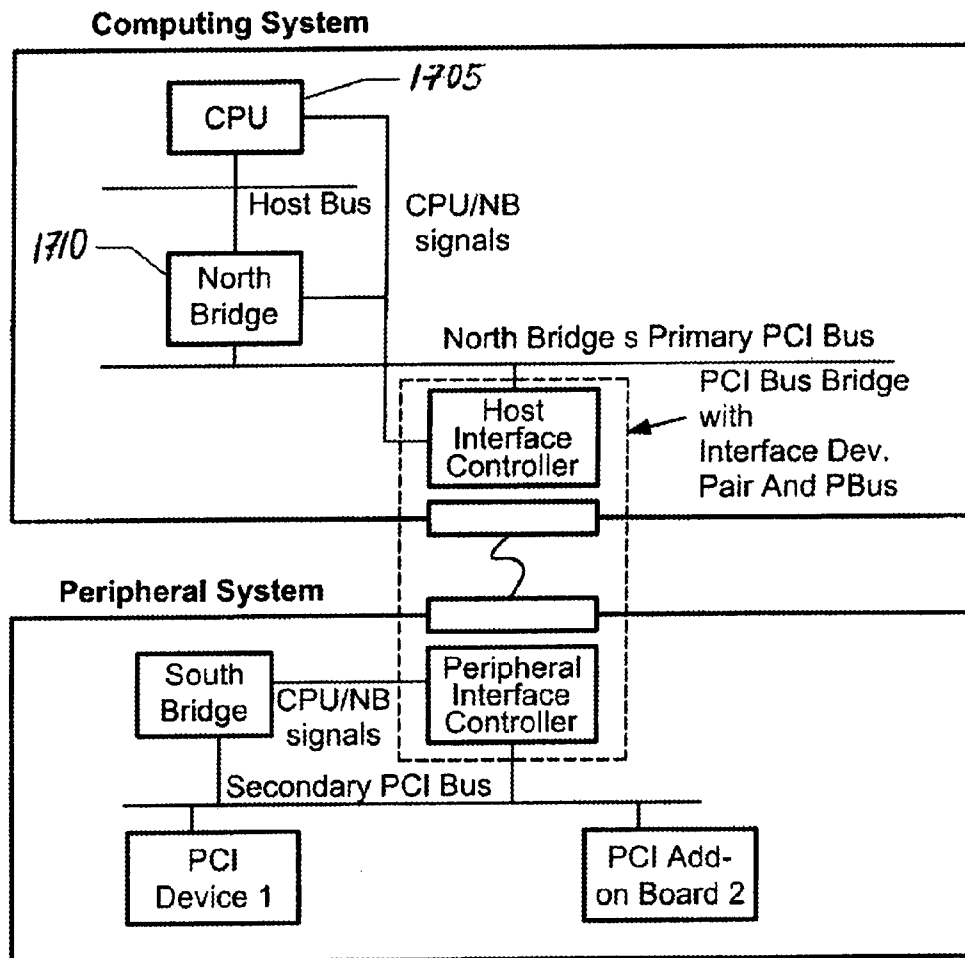 Computing System
1705
CPU
Host Bus
CPU/NB
signals
1710
North
Bridge
North Bridge s Primary PCI Bus
PCI Bus Bridge
with
Interface Dev.
Pair And PBus
Host
Interface
Controller
Peripheral System
South
Bridge
CPU/NB
signals
Peripheral
Interface
Controller
Secondary PCI Bus
PCI
Device 1
PCI Add-
on Board 2